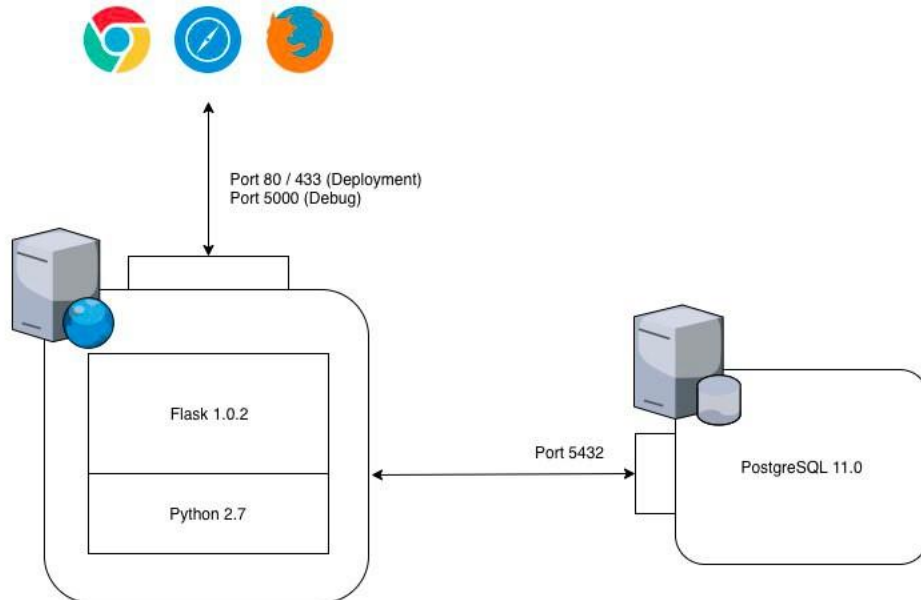 Port 80 / 433 (Deployment)
Port 5000 (Debug)
Flask 1.0.2
Port 5432
PostgreSQL 11.0
Python 2.7